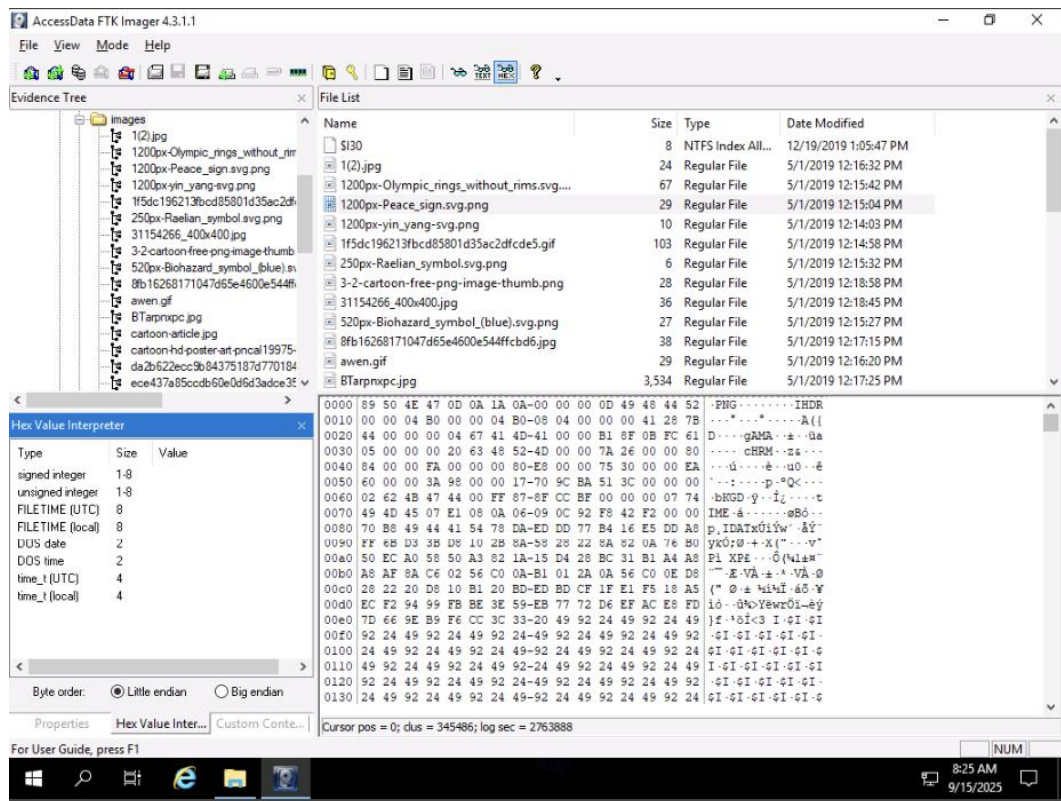 AccessData FTK Imager 4.3.1.1
File View Mode Help
Evidence Tree
images
1(2).jpg
1200px-Olympic_rings_without_rim
1200px-Peace_sign.svg.png
1200px-yin_yang-svg.png
1f5dc196213fbcd85801d35ac2df
250px-Raelian_symbol.svg.png
31154266_400x400.jpg
3-2-cartoon-free-png-image-thumb
520px-Biohazard_symbol_(blue).sv
8fb16268171047d65e4600e544ff
awen.gif
BTarpnxpc.jpg
cartoon-article.jpg
cartoon-hd-poster-art-pncal19975-
da2b622ecc9b84375187d770184
ece437a85ccdb60e0d6d3adce35
File List
Name Size Type Date Modified
$I30 8 NTFS Index All... 12/19/2019 1:05:47 PM
1(2).jpg 24 Regular File 5/1/2019 12:16:32 PM
1200px-Olympic_rings_without_rims.svg.... 67 Regular File 5/1/2019 12:15:42 PM
1200px-Peace_sign.svg.png 29 Regular File 5/1/2019 12:15:04 PM
1200px-yin_yang-svg.png 10 Regular File 5/1/2019 12:14:03 PM
1f5dc196213fbcd85801d35ac2dfcde5.gif 103 Regular File 5/1/2019 12:14:58 PM
250px-Raelian_symbol.svg.png 6 Regular File 5/1/2019 12:15:32 PM
3-2-cartoon-free-png-image-thumb.png 28 Regular File 5/1/2019 12:18:58 PM
31154266_400x400.jpg 36 Regular File 5/1/2019 12:18:45 PM
520px-Biohazard_symbol_(blue).svg.png 27 Regular File 5/1/2019 12:15:27 PM
8fb16268171047d65e4600e544ffcbd6.jpg 38 Regular File 5/1/2019 12:17:15 PM
awen.gif 29 Regular File 5/1/2019 12:16:20 PM
BTarpnxpc.jpg 3,534 Regular File 5/1/2019 12:17:25 PM
Hex Value Interpreter
Type Size Value
signed integer 1-8
unsigned integer 1-8
FILETIME (UTC) 8
FILETIME (local) 8
DOS date 2
DOS time 2
time_t (UTC) 4
time_t (local) 4
Byte order: Little endian Big endian
Properties Hex Value Inter... Custom Conte...
0000 89 50 4E 47 0D 0A 1A 0A-00 00 00 0D 49 48 44 52 ·PNG········IHDR
0010 00 00 04 B0 00 00 04 B0-08 04 00 00 00 41 28 7B ···°···°·····A({
0020 44 00 00 00 04 67 41 4D-41 00 00 B1 8F 0B FC 61 D····gAMA··±··üa
0030 05 00 00 00 20 63 48 52-4D 00 00 7A 26 00 00 80 ···· cHRM··z&···
0040 84 00 00 FA 00 00 00 80-E8 00 00 75 30 00 00 EA ···ú····è··u0··ê
0050 60 00 00 3A 98 00 00 17-70 9C BA 51 3C 00 00 00 `··:····p·ºQ<···
0060 02 62 4B 47 44 00 FF 87-8F CC BF 00 00 00 07 74 ·bKGD·ÿ··Ì¿····t
0070 49 4D 45 07 E1 08 0A 06-09 0C 92 F8 42 F2 00 00 IME·á······øBò··
0080 70 B8 49 44 41 54 78 DA-ED DD 77 B4 16 E5 DD A8 p¸IDATxÚíÝw´·åÝ¨
0090 FF 6B D3 3B D8 10 2B 8A-58 28 22 8A 82 0A 76 B0 ÿkÓ;Ø·+·X("···v°
00a0 50 EC A0 58 50 A3 82 1A-15 D4 28 BC 31 B1 A4 A8 Pì XP£···Ô(¼1±¤¨
00b0 A8 AF 8A C6 02 56 C0 0A-B1 01 2A 0A 56 C0 0E D8 ¨¯·Æ·VÀ·±·*·VÀ·Ø
00c0 28 22 20 D8 10 B1 20 BD-ED BD CF 1F E1 F5 18 A5 (" Ø·± ½í½Ï·áõ·¥
00d0 EC F2 94 99 FB BE 3E 59-EB 77 72 D6 EF AC E8 FD ìò··û¾>YëwrÖï¬èý
00e0 7D 66 9E B9 F6 CC 3C 33-20 49 92 24 49 92 24 49 }f·¹öÌ<3 I·$I·$I
00f0 92 24 49 92 24 49 92 24-49 92 24 49 92 24 49 92 ·$I·$I·$I·$I·$I·
0100 24 49 92 24 49 92 24 49-92 24 49 92 24 49 92 24 $I·$I·$I·$I·$I·$
0110 49 92 24 49 92 24 49 92-24 49 92 24 49 92 24 49 I·$I·$I·$I·$I·$I
0120 92 24 49 92 24 49 92 24-49 92 24 49 92 24 49 92 ·$I·$I·$I·$I·$I·
0130 24 49 92 24 49 92 24 49-92 24 49 92 24 49 92 24 $I·$I·$I·$I·$I·$
Cursor pos = 0; clus = 345486; log sec = 2763888
For User Guide, press F1
NUM
8:25 AM
9/15/2025